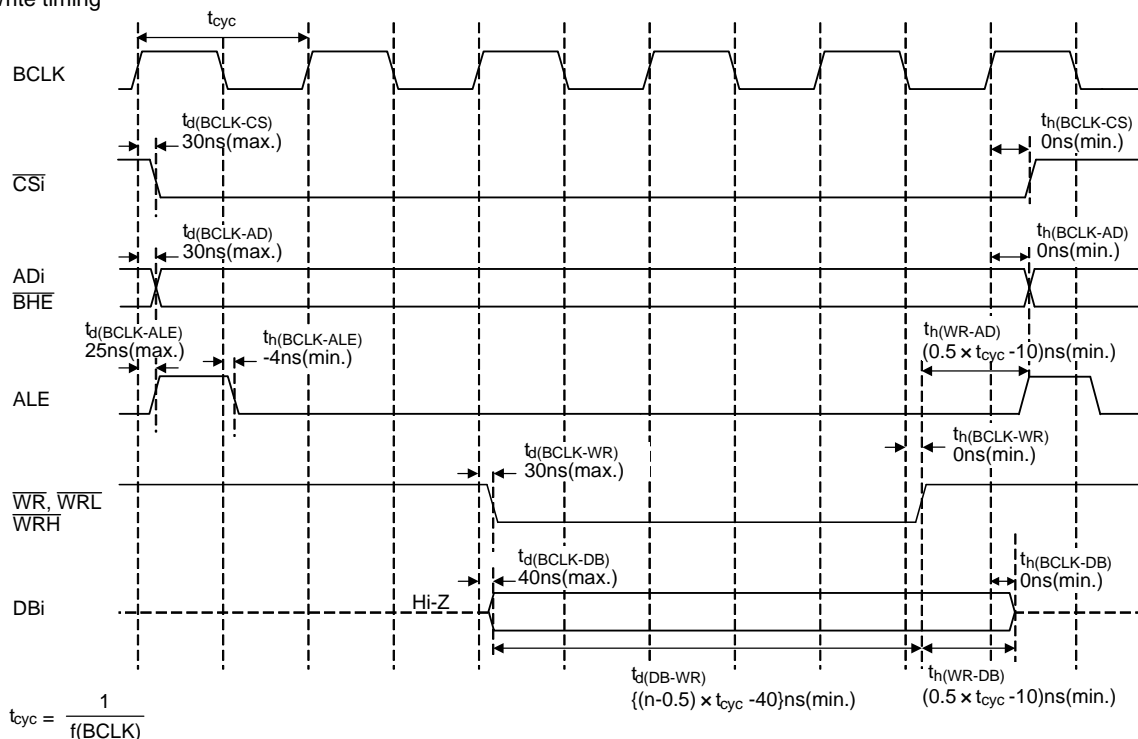 write timing
tcyc
BCLK
td(BCLK-CS)
30ns(max.)
th(BCLK-CS)
0ns(min.)
CSi
td(BCLK-AD)
30ns(max.)
th(BCLK-AD)
0ns(min.)
ADi
BHE
td(BCLK-ALE)
25ns(max.)
th(BCLK-ALE)
-4ns(min.)
th(WR-AD)
(0.5 × tcyc -10)ns(min.)
ALE
td(BCLK-WR)
30ns(max.)
th(BCLK-WR)
0ns(min.)
WR, WRL
WRH
td(BCLK-DB)
40ns(max.)
th(BCLK-DB)
0ns(min.)
DBi
Hi-Z
td(DB-WR)
{(n-0.5) × tcyc -40}ns(min.)
th(WR-DB)
(0.5 × tcyc -10)ns(min.)
tcyc = 1
f(BCLK)